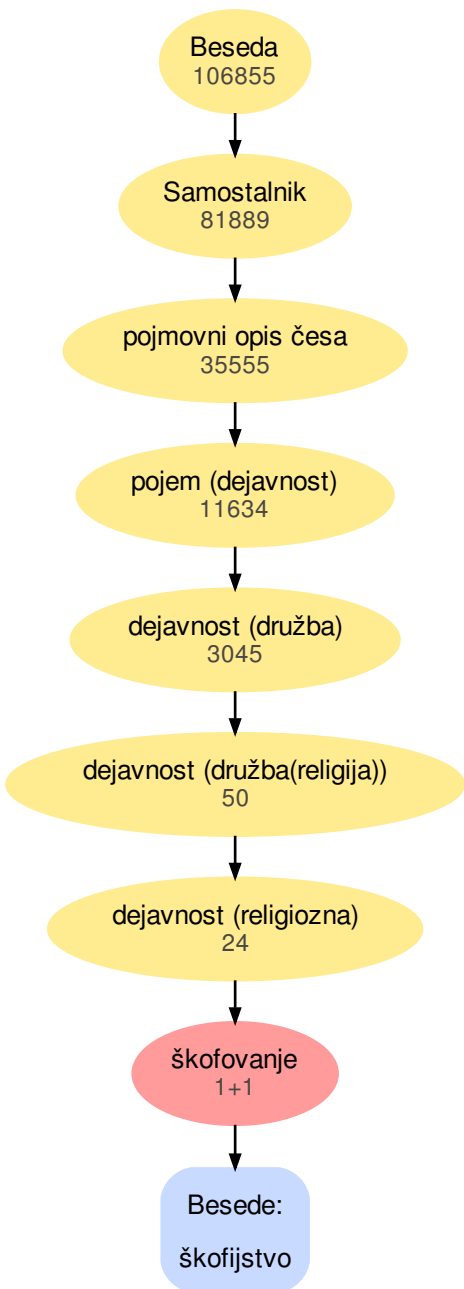 Beseda
106855
Samostalnik
81889
pojmovni opis česa
35555
pojem (dejavnost)
11634
dejavnost (družba)
3045
dejavnost (družba(religija))
50
dejavnost (religiozna)
24
škofovanje
1+1
Besede:
škofijstvo